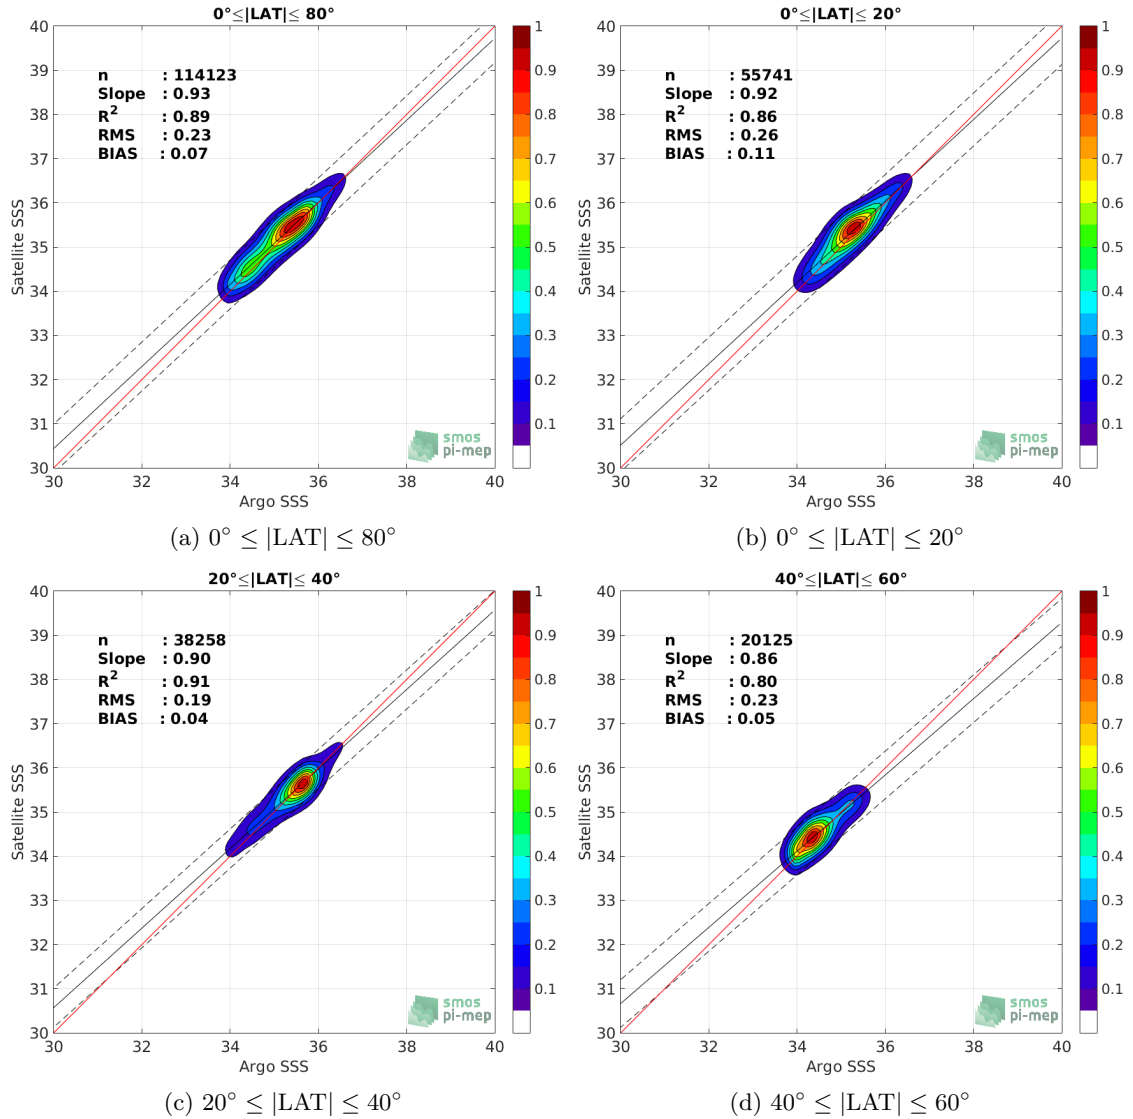 0°≤|LAT|≤ 80°
40
39
38
37
36
35
34
33
32
31
30
Satellite SSS
n : 114123
Slope : 0.93
R² : 0.89
RMS : 0.23
BIAS : 0.07
smos
pi-mep
30 32 34 36 38 40
Argo SSS
1
0.9
0.8
0.7
0.6
0.5
0.4
0.3
0.2
0.1
(a) 0° ≤ |LAT| ≤ 80°
0°≤|LAT|≤ 20°
40
39
38
37
36
35
34
33
32
31
30
Satellite SSS
n : 55741
Slope : 0.92
R² : 0.86
RMS : 0.26
BIAS : 0.11
smos
pi-mep
30 32 34 36 38 40
Argo SSS
1
0.9
0.8
0.7
0.6
0.5
0.4
0.3
0.2
0.1
(b) 0° ≤ |LAT| ≤ 20°
20°≤|LAT|≤ 40°
40
39
38
37
36
35
34
33
32
31
30
Satellite SSS
n : 38258
Slope : 0.90
R² : 0.91
RMS : 0.19
BIAS : 0.04
smos
pi-mep
30 32 34 36 38 40
Argo SSS
1
0.9
0.8
0.7
0.6
0.5
0.4
0.3
0.2
0.1
(c) 20° ≤ |LAT| ≤ 40°
40°≤|LAT|≤ 60°
40
39
38
37
36
35
34
33
32
31
30
Satellite SSS
n : 20125
Slope : 0.86
R² : 0.80
RMS : 0.23
BIAS : 0.05
smos
pi-mep
30 32 34 36 38 40
Argo SSS
1
0.9
0.8
0.7
0.6
0.5
0.4
0.3
0.2
0.1
(d) 40° ≤ |LAT| ≤ 60°